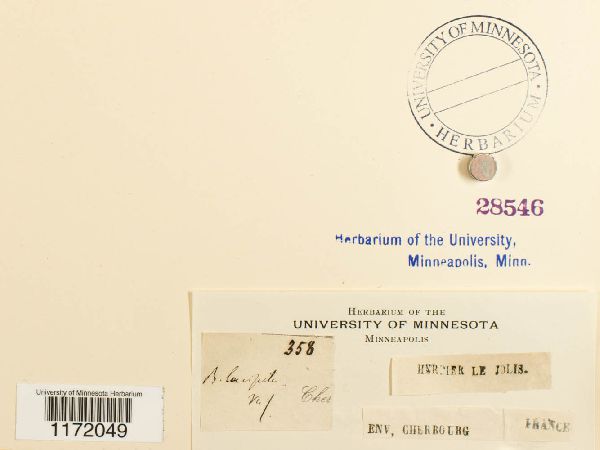 UNIVERSITY OF MINNESOTA
· HERBARIUM ·
28546
Herbarium of the University,
Minneapolis, Minn.
HERBARIUM OF THE
UNIVERSITY OF MINNESOTA
MINNEAPOLIS
358
Cher
LE JOLIS.
ENV, CHERBOURG
FRANCE
University of Minnesota Herbarium
1172049